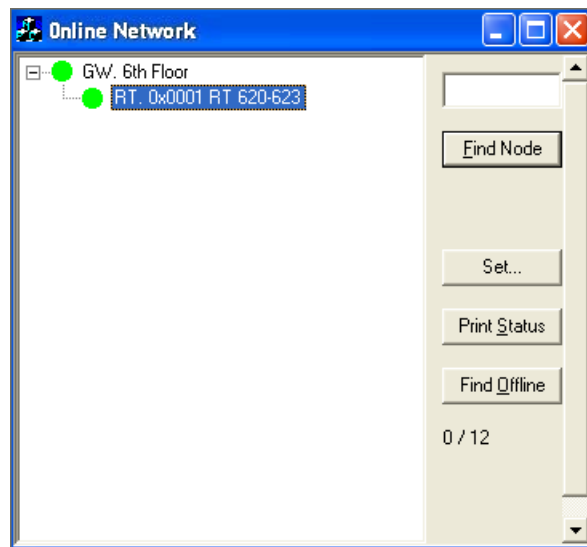 Online Network
GW. 6th Floor
RT. 0x0001 RT 620-623
Find Node
Set...
Print Status
Find Offline
0 / 12